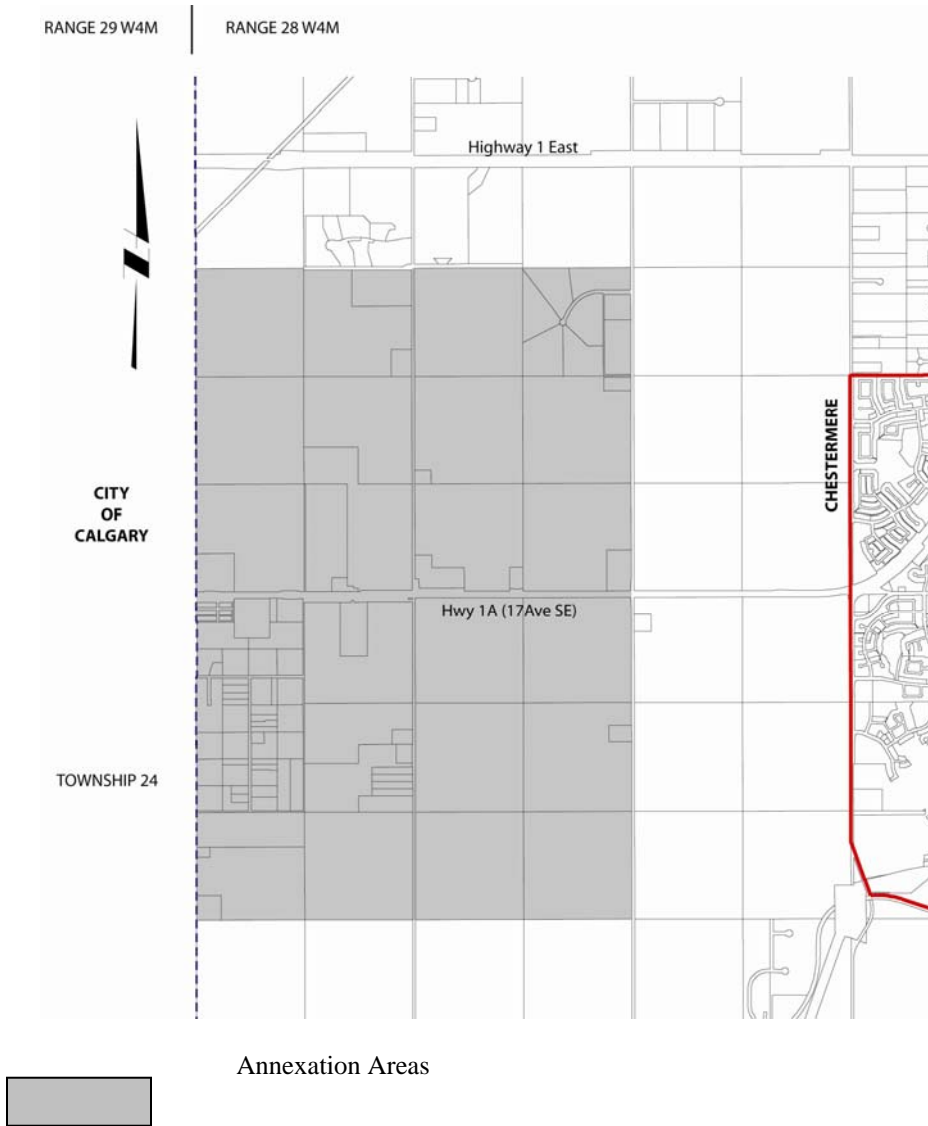 RANGE 29 W4M
RANGE 28 W4M
Highway 1 East
CHESTERMERE
CITY
OF
CALGARY
Hwy 1A (17Ave SE)
TOWNSHIP 24
Annexation Areas